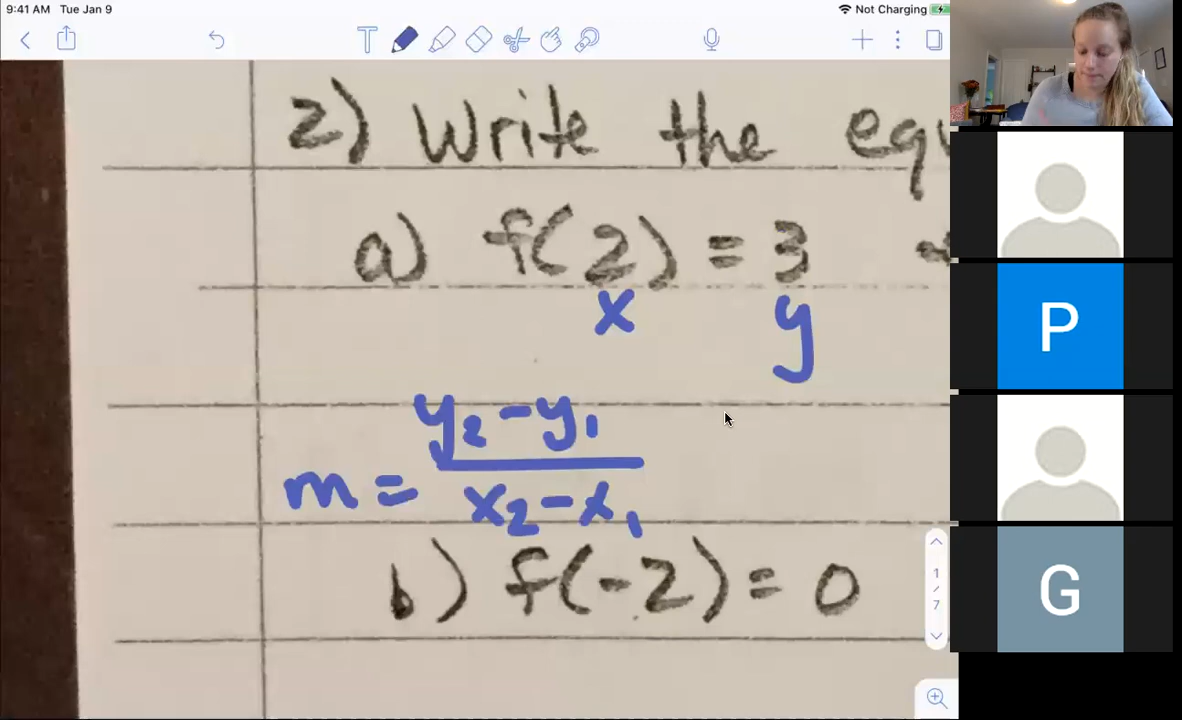 9:41 AM Tue Jan 9
Not Charging
T
2) Write the equ
a) f(2) = 3
x y
m = y₂ - y₁
x₂ - x₁
b) f(-2) = 0
1
/
7
P
G